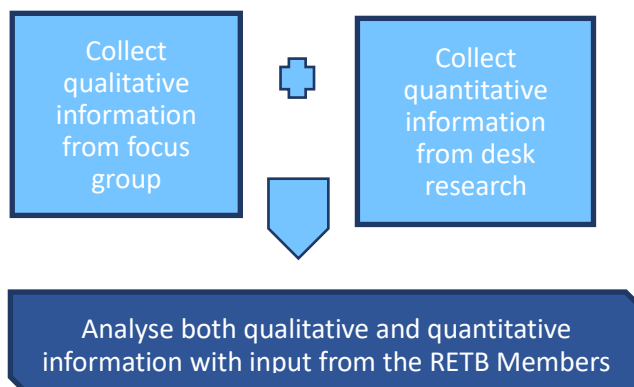 Collect
qualitative
information
from focus
group
Collect
quantitative
information
from desk
research
Analyse both qualitative and quantitative
information with input from the RETB Members